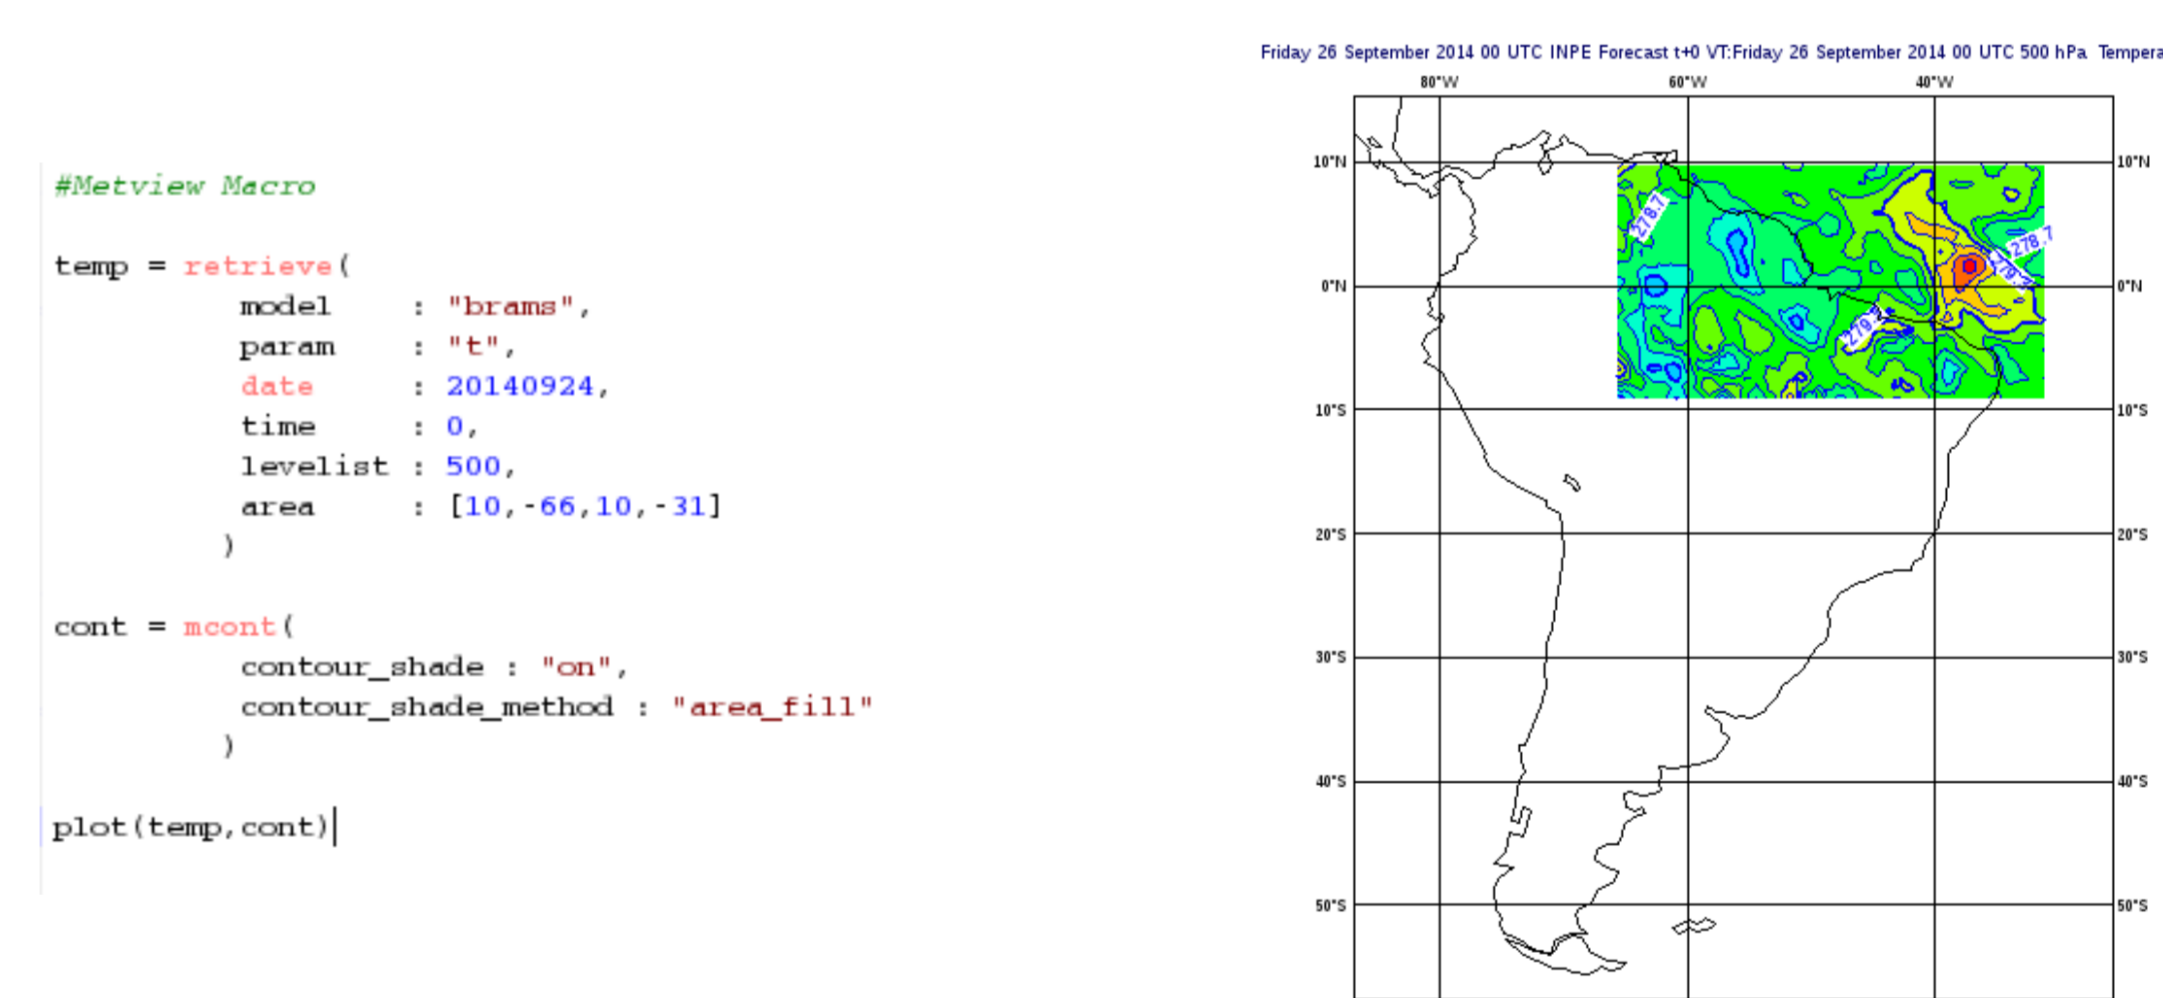 #Metview Macro
temp = retrieve(
model : "brams",
param : "t",
date : 20140924,
time : 0,
levelist : 500,
area : [10,-66,10,-31]
)
cont = mcont(
contour_shade : "on",
contour_shade_method : "area_fill"
)
plot(temp,cont)
Friday 26 September 2014 00 UTC INPE Forecast t+0 VT:Friday 26 September 2014 00 UTC 500 hPa Tempera
80°W 60°W 40°W
10°N 10°N
278.7
278.7
0°N 0°N
10°S 10°S
20°S 20°S
30°S 30°S
40°S 40°S
50°S 50°S